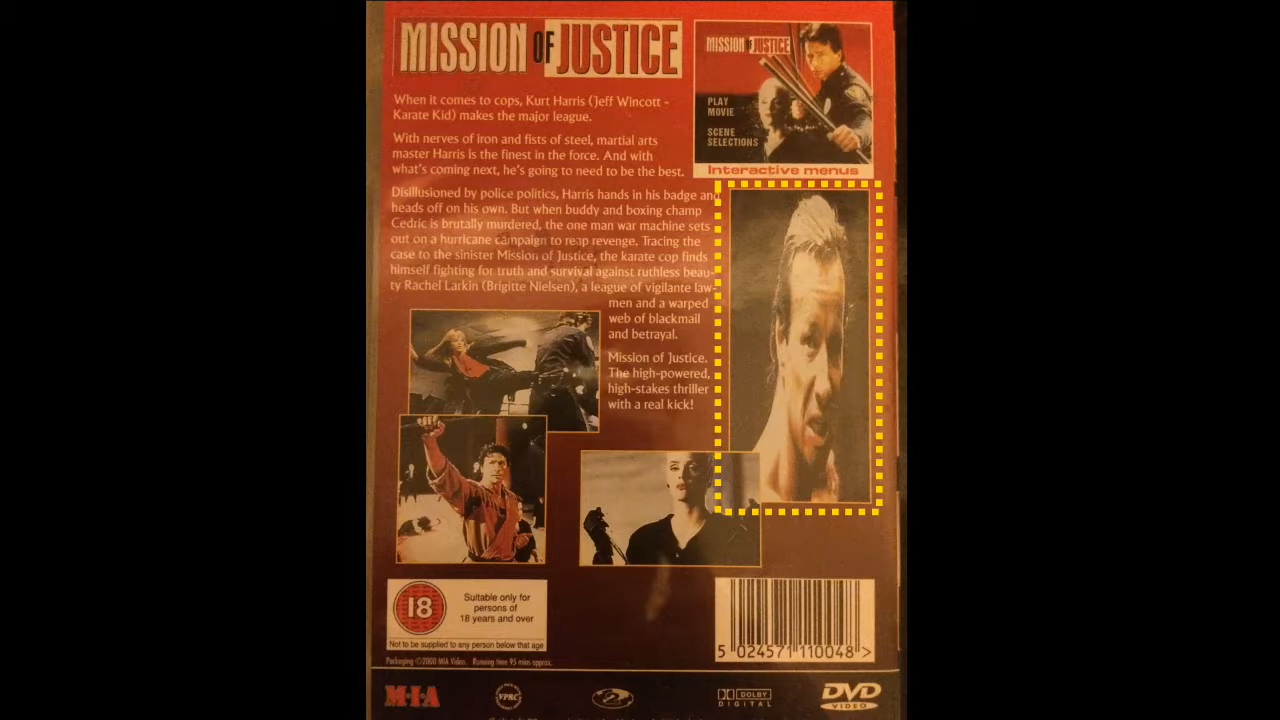 MISSION OF JUSTICE
When it comes to cops, Kurt Harris (Jeff Wincott -
Karate Kid) makes the major league.
With nerves of iron and fists of steel, martial arts
master Harris is the finest in the force. And with
what's coming next, he's going to need to be the best.
Disillusioned by police politics, Harris hands in his badge and
heads off on his own. But when buddy and boxing champ
Cedric is brutally murdered, the one man war machine sets
out on a hurricane campaign to reap revenge. Tracing the
case to the sinister Mission of Justice, the karate cop finds
himself fighting for truth and survival against ruthless beau-
ty Rachel Larkin (Brigitte Nielsen), a league of vigilante law-
men and a warped
web of blackmail
and betrayal.
Mission of Justice.
The high-powered,
high-stakes thriller
with a real kick!
MISSION OF JUSTICE
PLAY
MOVIE
SCENE
SELECTIONS
Interactive menus
18
Suitable only for
persons of
18 years and over
Not to be supplied to any person below that age
Packaging ©2000 MIA Video. Running time 95 mins approx.
5 024571 110048 >
M·I·A
VPRC
2
DOLBY
DIGITAL
DVD
VIDEO